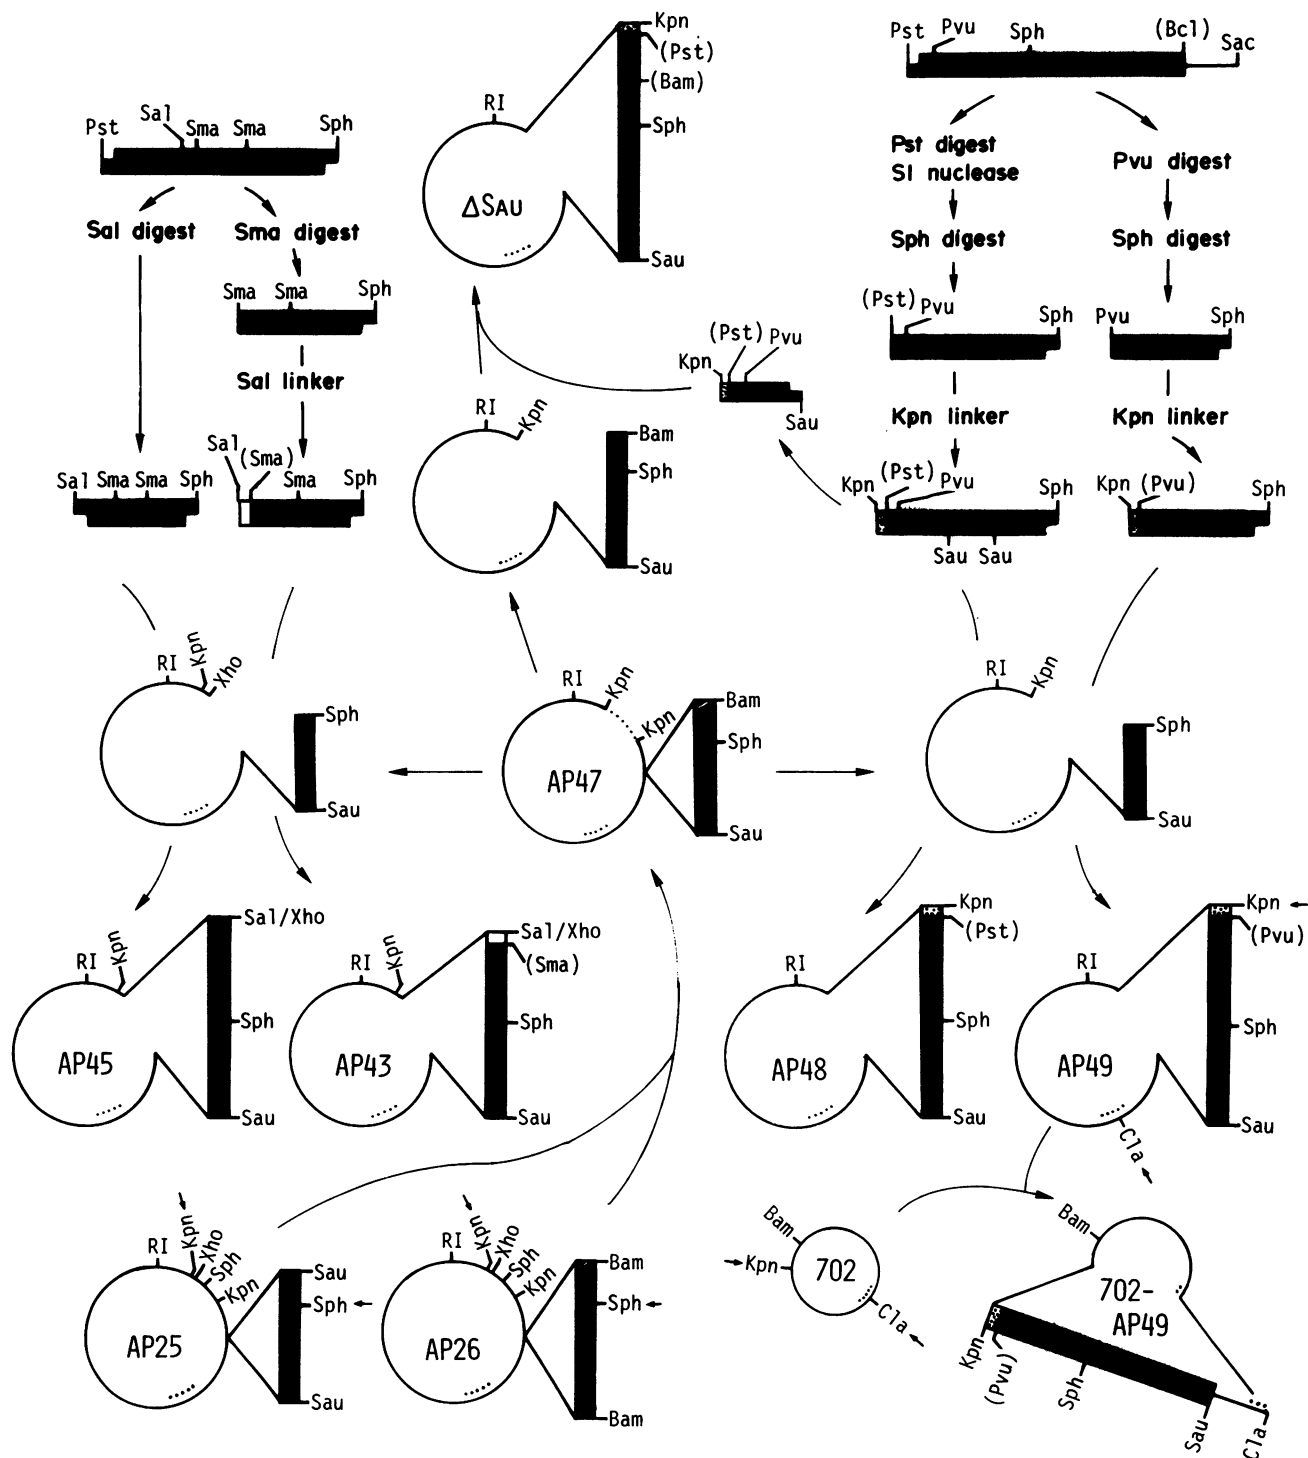 Pst Sal Sma Sma Sph
Sal digest
Sma digest
Sma Sma Sph
Sal linker
Sal Sma Sma Sph
Sal (Sma) Sma Sph
RI Kpn (Pst) (Bam) Sph Sau
ΔSAU
RI Kpn Bam Sph Sau
Kpn (Pst) Pvu Sau
Pst Pvu Sph (Bcl) Sac
Pst digest
Sl nuclease
Sph digest
Pvu digest
Sph digest
(Pst) Pvu Sph
Pvu Sph
Kpn linker
Kpn linker
Kpn (Pst) Pvu Sph
Sau Sau
Kpn (Pvu) Sph
RI Kpn Xho Sph Sau
RI Kpn Kpn Bam Sph Sau
AP47
RI Kpn Sph Sau
RI Kpn Sal/Xho Sph Sau
AP45
RI Kpn Sal/Xho (Sma) Sph Sau
AP43
RI Kpn (Pst) Sph Sau
AP48
RI Kpn (Pvu) Sph Sau Cla
AP49
RI Kpn Xho Sph Kpn Sau Sph Sau
AP25
RI Kpn Xho Sph Kpn Bam Sph Bam
AP26
Bam Kpn Cla
702
Bam
702-
AP49
Kpn (Pvu) Sph Sau Cla